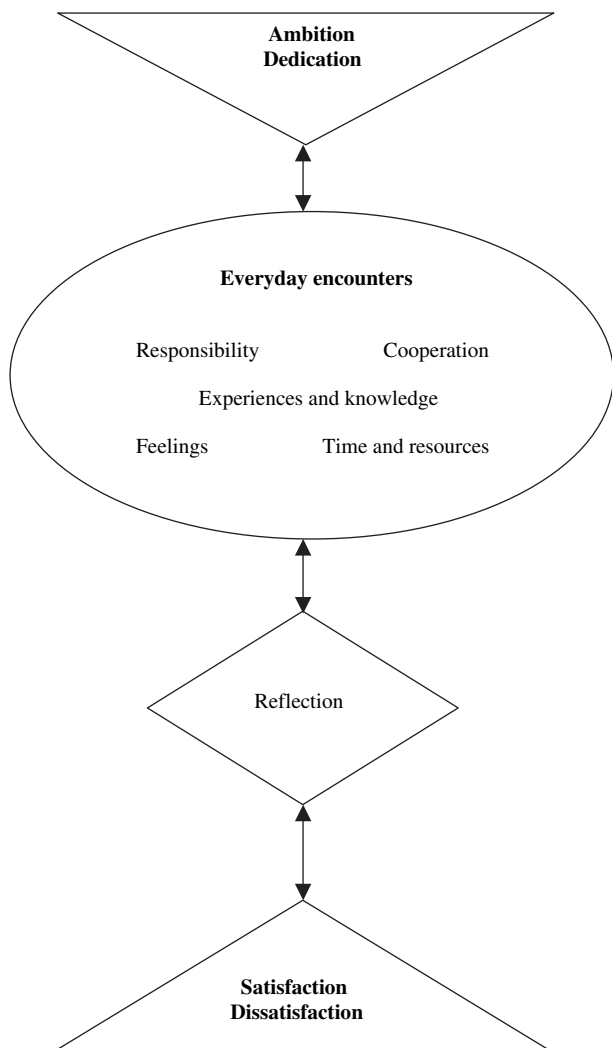 Ambition
Dedication
Everyday encounters
Responsibility Cooperation
Experiences and knowledge
Feelings Time and resources
Reflection
Satisfaction
Dissatisfaction